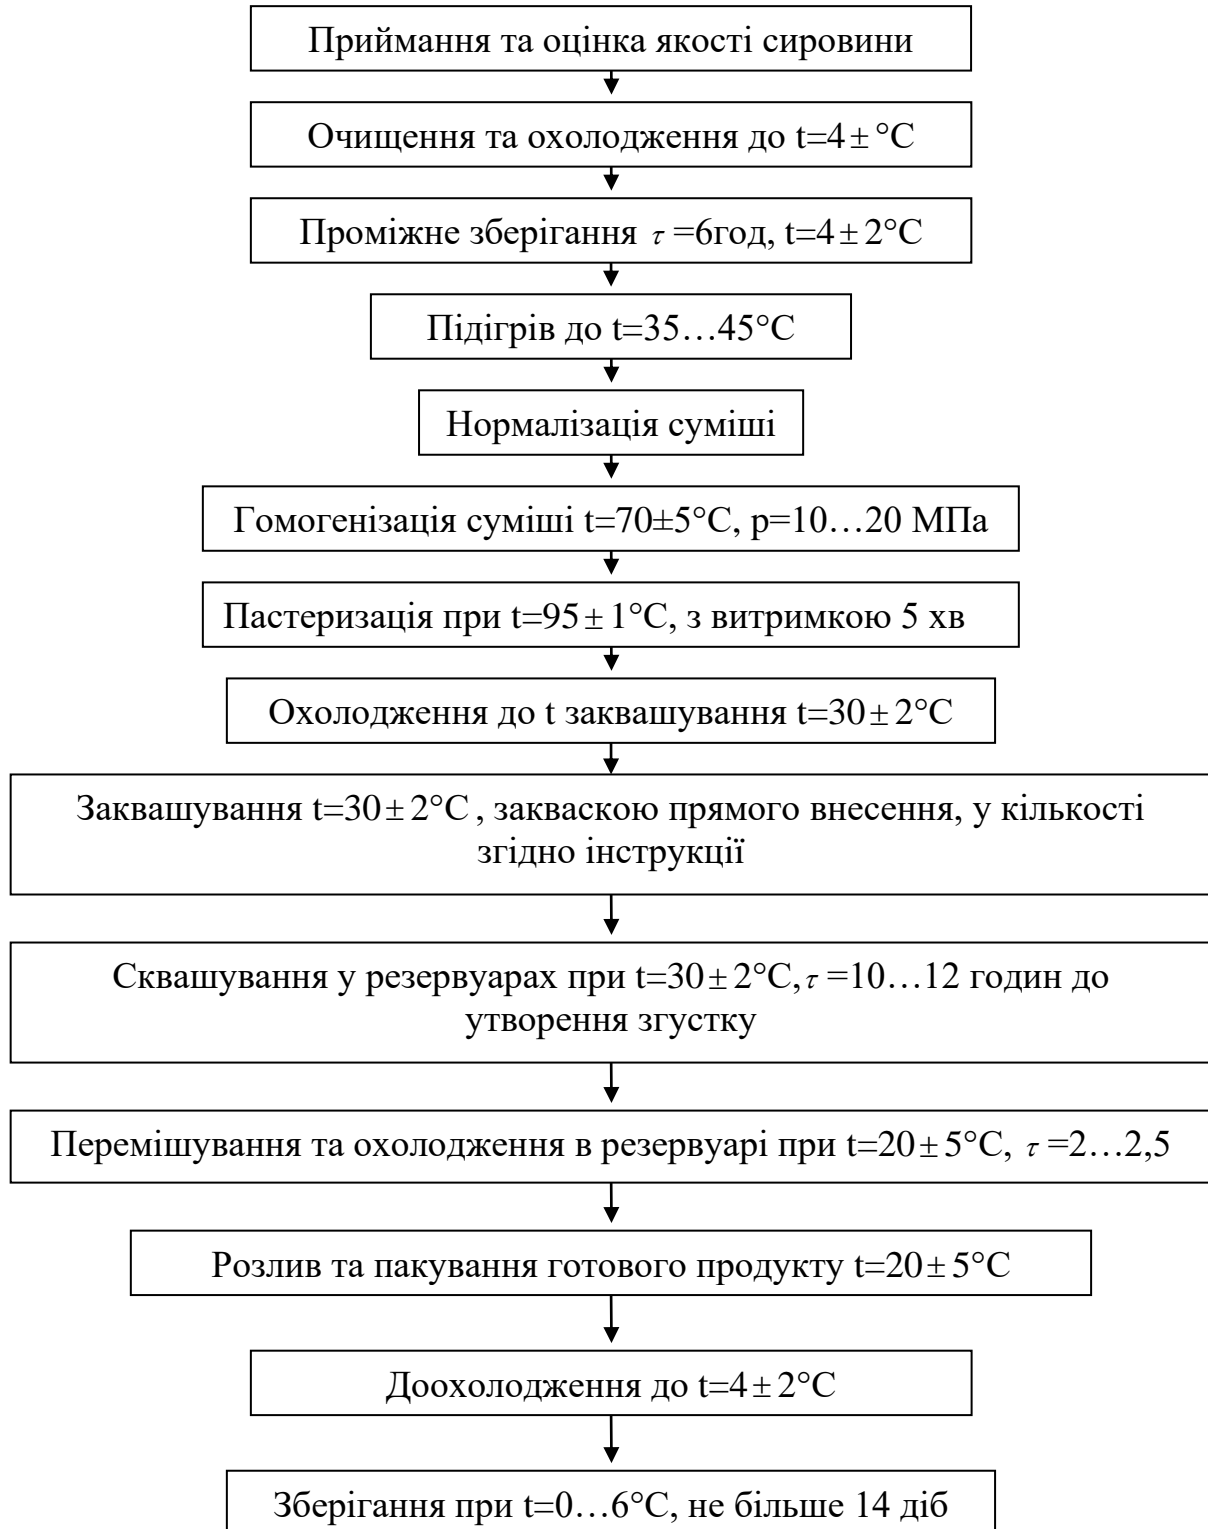 Приймання та оцінка якості сировини
Очищення та охолодження до t=4±°C
Проміжне зберігання τ =6год, t=4±2°C
Підігрів до t=35…45°C
Нормалізація суміші
Гомогенізація суміші t=70±5°C, р=10…20 МПа
Пастеризація при t=95±1°C, з витримкою 5 хв
Охолодження до t заквашування t=30±2°C
Заквашування t=30±2°C , закваскою прямого внесення, у кількості
згідно інструкції
Сквашування у резервуарах при t=30±2°C, τ =10…12 годин до
утворення згустку
Перемішування та охолодження в резервуарі при t=20±5°C, τ =2…2,5
Розлив та пакування готового продукту t=20±5°C
Доохолодження до t=4±2°C
Зберігання при t=0…6°C, не більше 14 діб